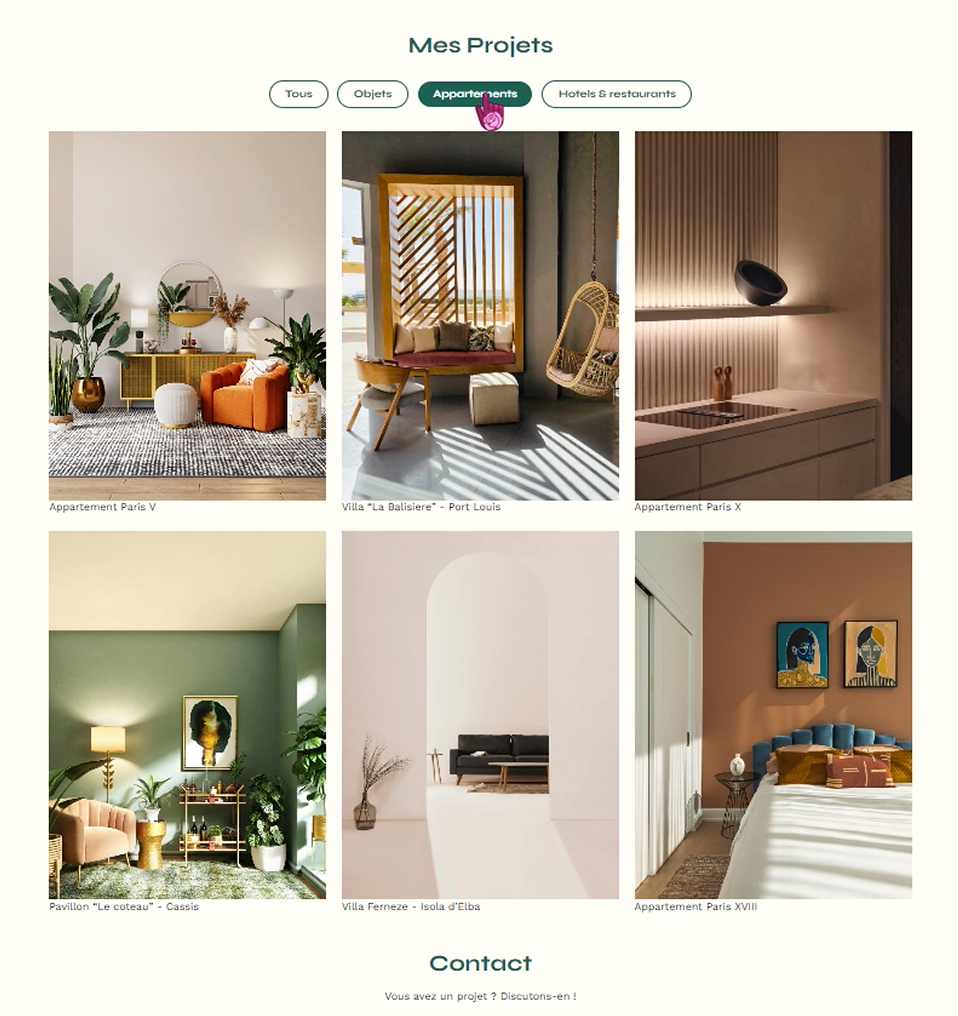 Mes Projets
Tous
Objets
Appartements
Hotels & restaurants
Appartement Paris V
Villa “La Balisiere” - Port Louis
Appartement Paris X
Pavillon “Le coteau” - Cassis
Villa Ferneze - Isola d'Elba
Appartement Paris XVIII
Contact
Vous avez un projet ? Discutons-en !